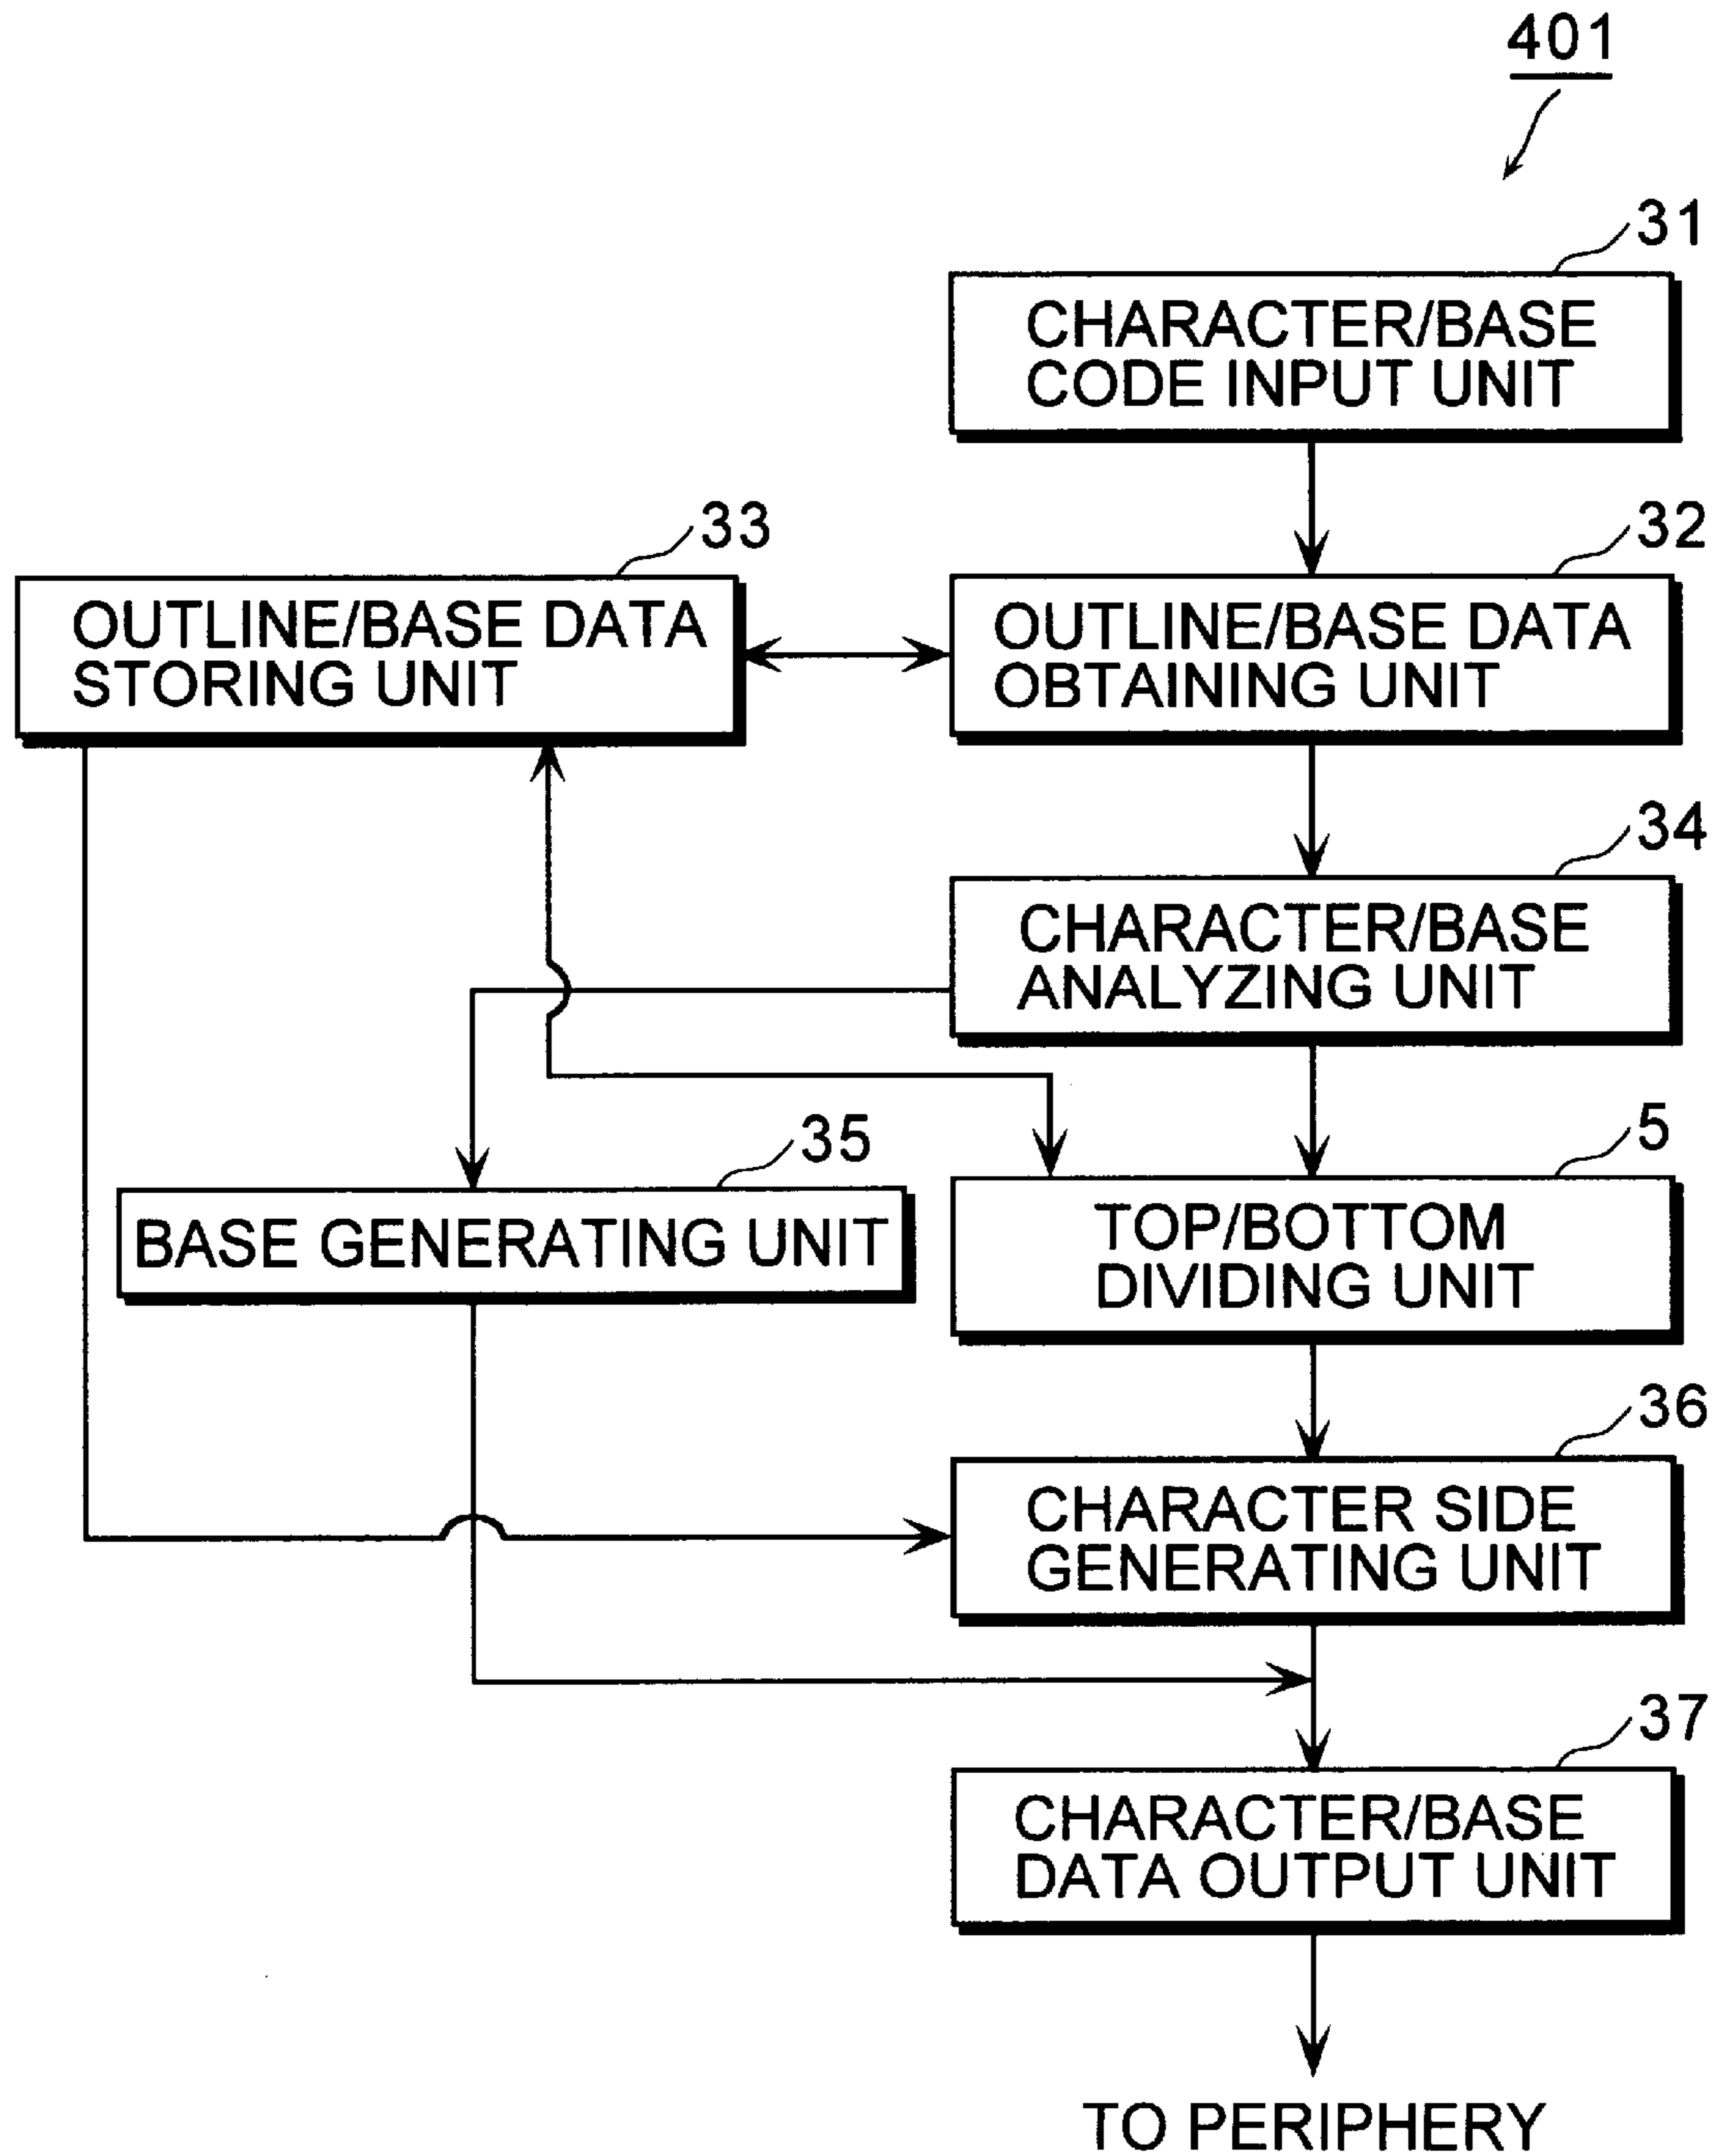 401
31
CHARACTER/BASE
CODE INPUT UNIT
33
OUTLINE/BASE DATA
STORING UNIT
32
OUTLINE/BASE DATA
OBTAINING UNIT
34
CHARACTER/BASE
ANALYZING UNIT
35
BASE GENERATING UNIT
5
TOP/BOTTOM
DIVIDING UNIT
36
CHARACTER SIDE
GENERATING UNIT
37
CHARACTER/BASE
DATA OUTPUT UNIT
TO PERIPHERY